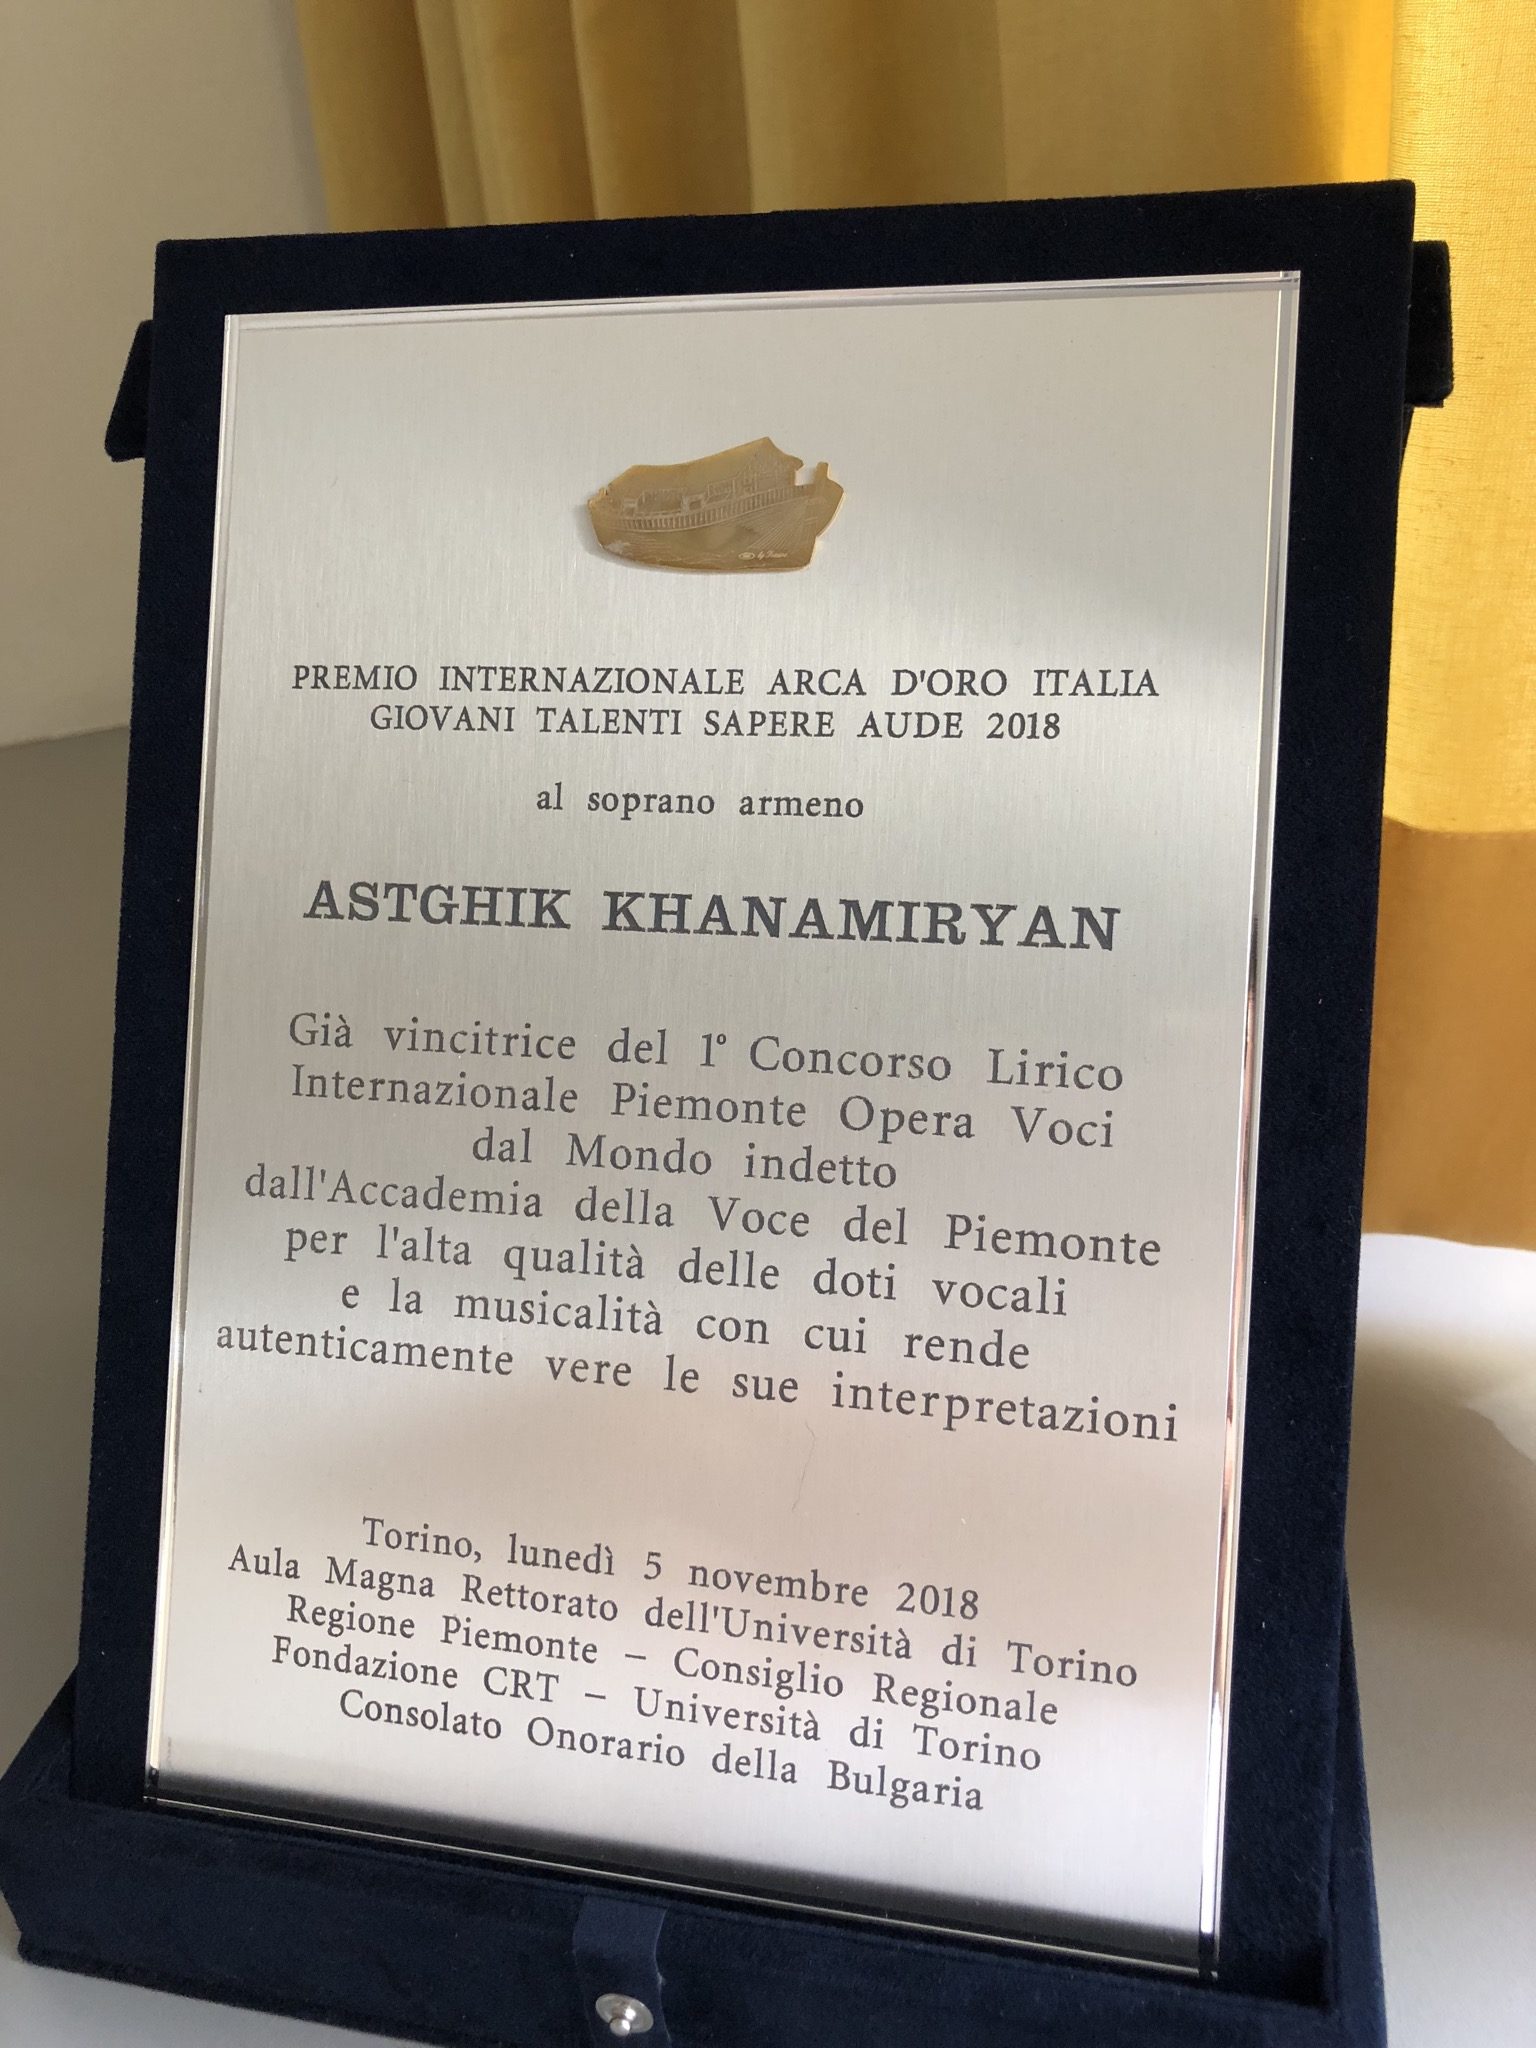 PREMIO INTERNAZIONALE ARCA D'ORO ITALIA
GIOVANI TALENTI SAPERE AUDE 2018
al soprano armeno
ASTGHIK KHANAMIRYAN
Già vincitrice del 1° Concorso Lirico
Internazionale Piemonte Opera Voci
dal Mondo indetto
dall'Accademia della Voce del Piemonte
per l'alta qualità delle doti vocali
e la musicalità con cui rende
autenticamente vere le sue interpretazioni
Torino, lunedì 5 novembre 2018
Aula Magna Rettorato dell'Università di Torino
Regione Piemonte – Consiglio Regionale
Fondazione CRT – Università di Torino
Consolato Onorario della Bulgaria